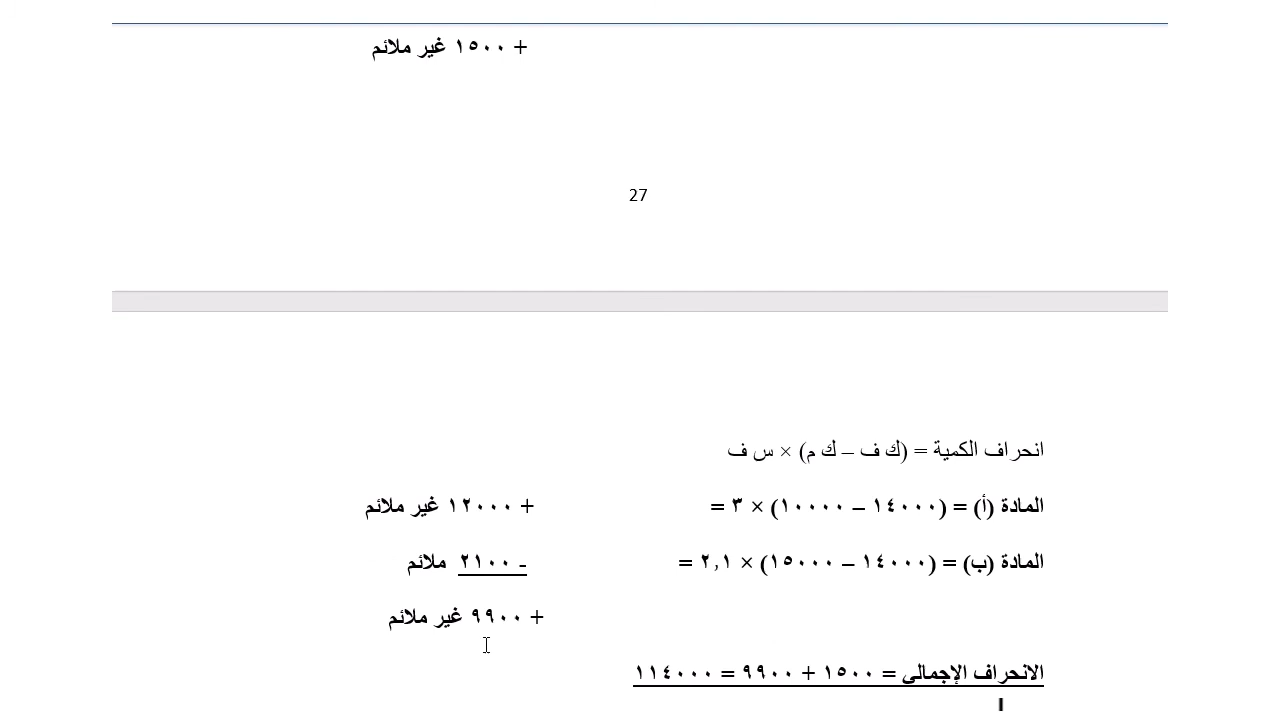 + ١٥٠٠ غير ملائم
27
انحراف الكمية = (ك ف – ك م) × س ف
المادة (أ) = (١٤٠٠٠ – ١٠٠٠٠) × ٣ = + ١٢٠٠٠ غير ملائم
المادة (ب) = (١٤٠٠٠ – ١٥٠٠٠) × ٢,١ = - ٢١٠٠ ملائم
+ ٩٩٠٠ غير ملائم
الانحراف الإجمالي = ١٥٠٠ + ٩٩٠٠ = ١١٤٠٠٠